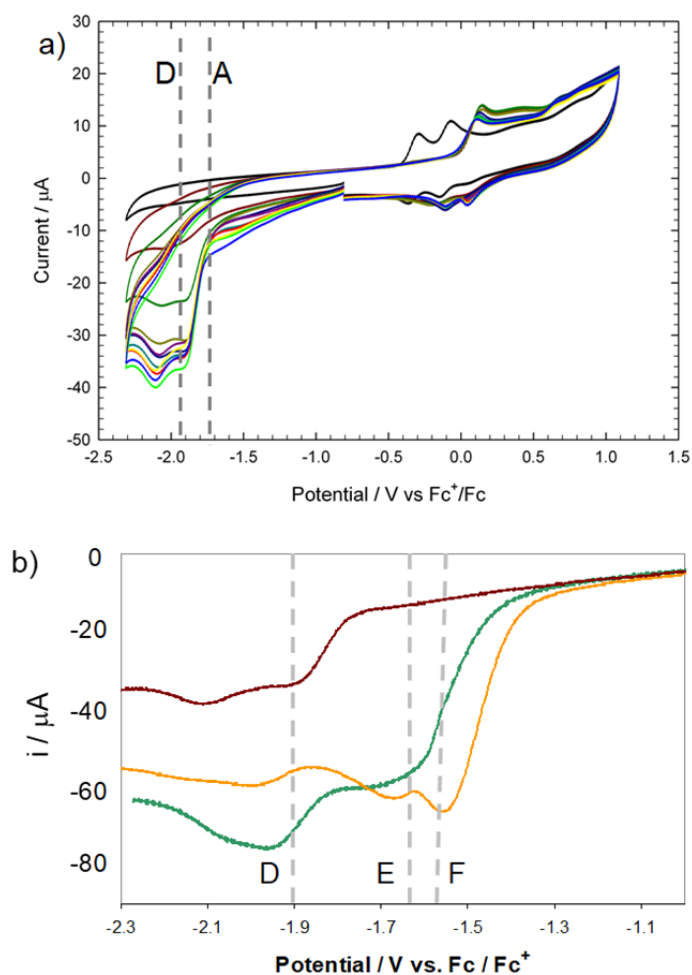 a)
30
20
10
0
-10
-20
-30
-40
-50
D A
Current / µA
-2.5 -2.0 -1.5 -1.0 -0.5 0.0 0.5 1.0 1.5
Potential / V vs Fc+/Fc
b)
0
-20
-40
-60
-80
i / µA
D E F
-2.3 -2.1 -1.9 -1.7 -1.5 -1.3 -1.1
Potential / V vs. Fc / Fc+